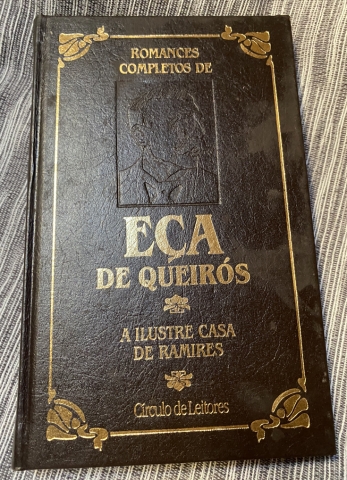 ROMANCES
COMPLETOS DE
EÇA
DE QUEIRÓS
A ILUSTRE CASA
DE RAMIRES
Círculo de Leitores